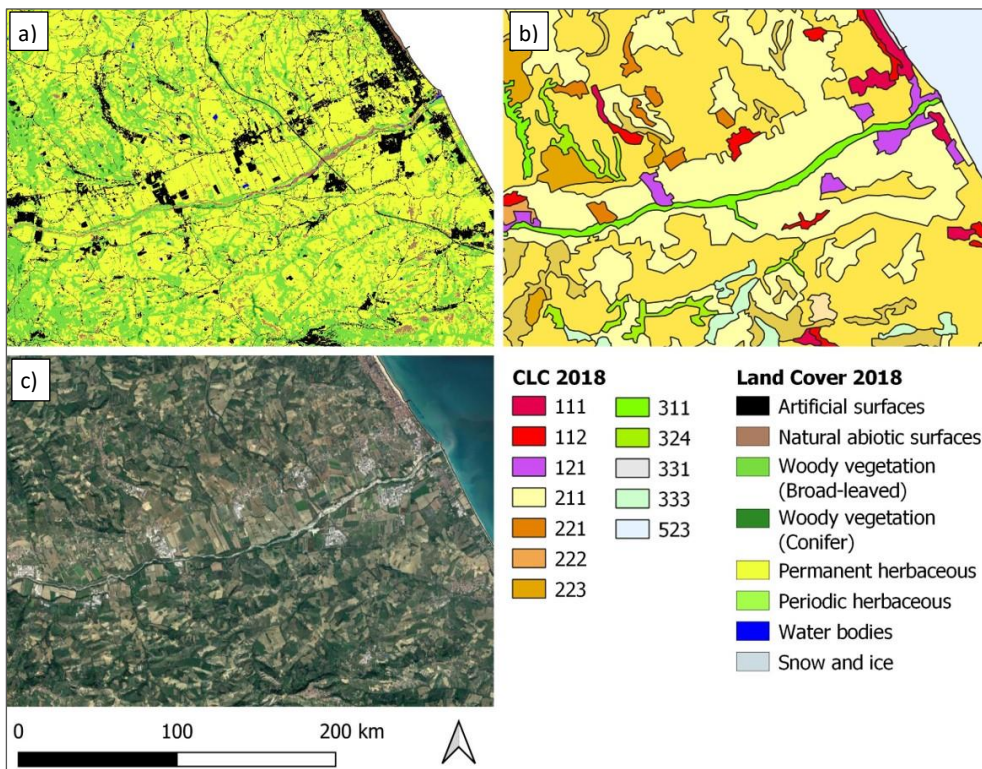 a)
b)
c)
CLC 2018
111
112
121
211
221
222
223
311
324
331
333
523
Land Cover 2018
Artificial surfaces
Natural abiotic surfaces
Woody vegetation
(Broad-leaved)
Woody vegetation
(Conifer)
Permanent herbaceous
Periodic herbaceous
Water bodies
Snow and ice
0 100 200 km